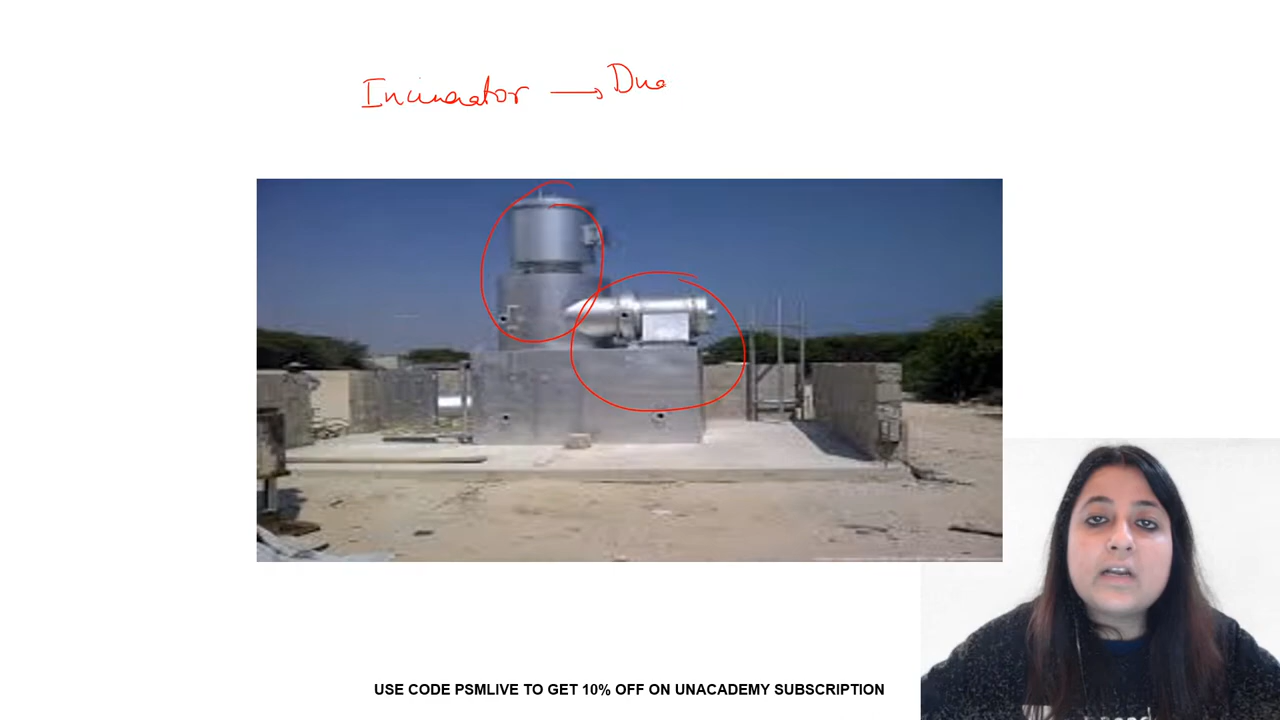 Incinerator → Dua
USE CODE PSMLIVE TO GET 10% OFF ON UNACADEMY SUBSCRIPTION